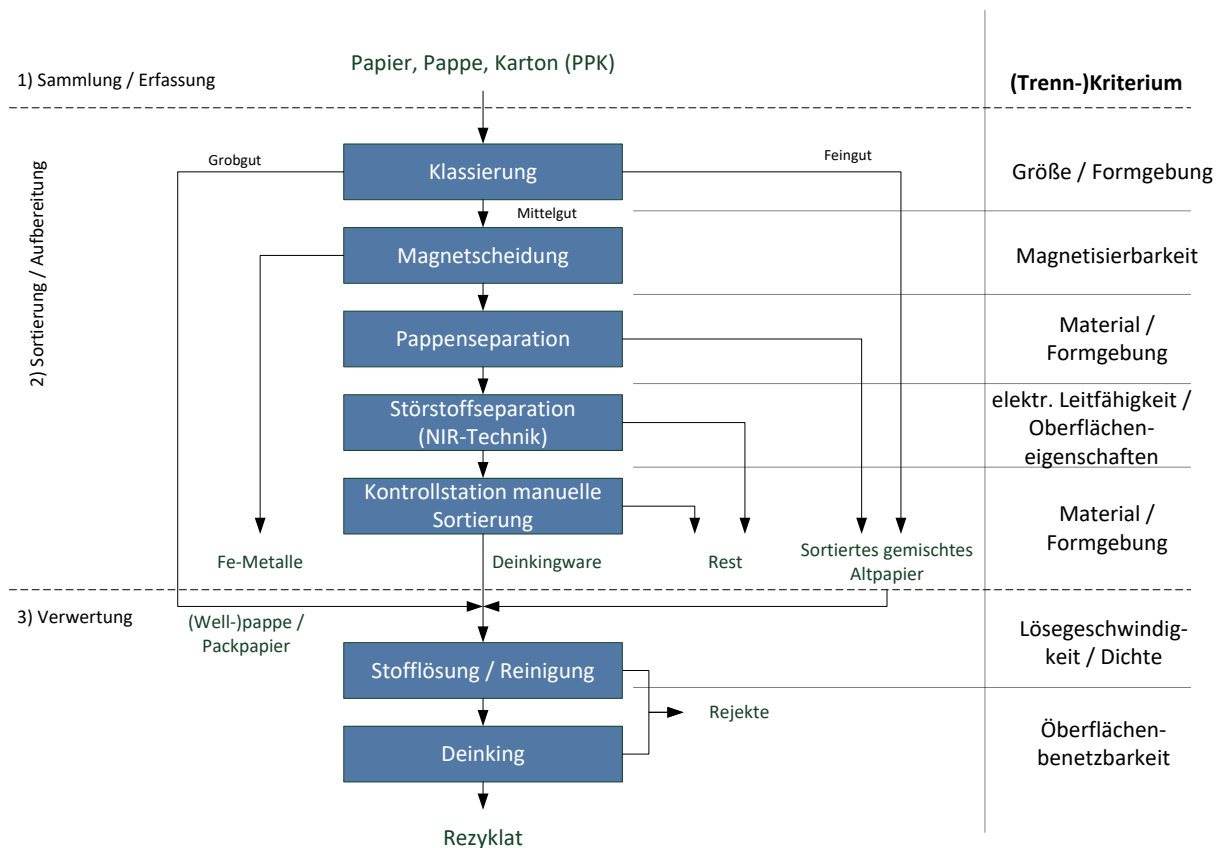 Papier, Pappe, Karton (PPK)
1) Sammlung / Erfassung
(Trenn-)Kriterium
Grobgut
Feingut
Klassierung
Größe / Formgebung
Mittelgut
2) Sortierung / Aufbereitung
Magnetscheidung
Magnetisierbarkeit
Pappenseparation
Material /
Formgebung
Störstoffseparation
(NIR-Technik)
elektr. Leitfähigkeit /
Oberflächen-
eigenschaften
Kontrollstation manuelle
Sortierung
Material /
Formgebung
Fe-Metalle
Deinkingware
Rest
Sortiertes gemischtes
Altpapier
3) Verwertung
(Well-)pappe /
Packpapier
Stofflösung / Reinigung
Lösegeschwindig-
keit / Dichte
Rejekte
Deinking
Öberflächen-
benetzbarkeit
Rezyklat